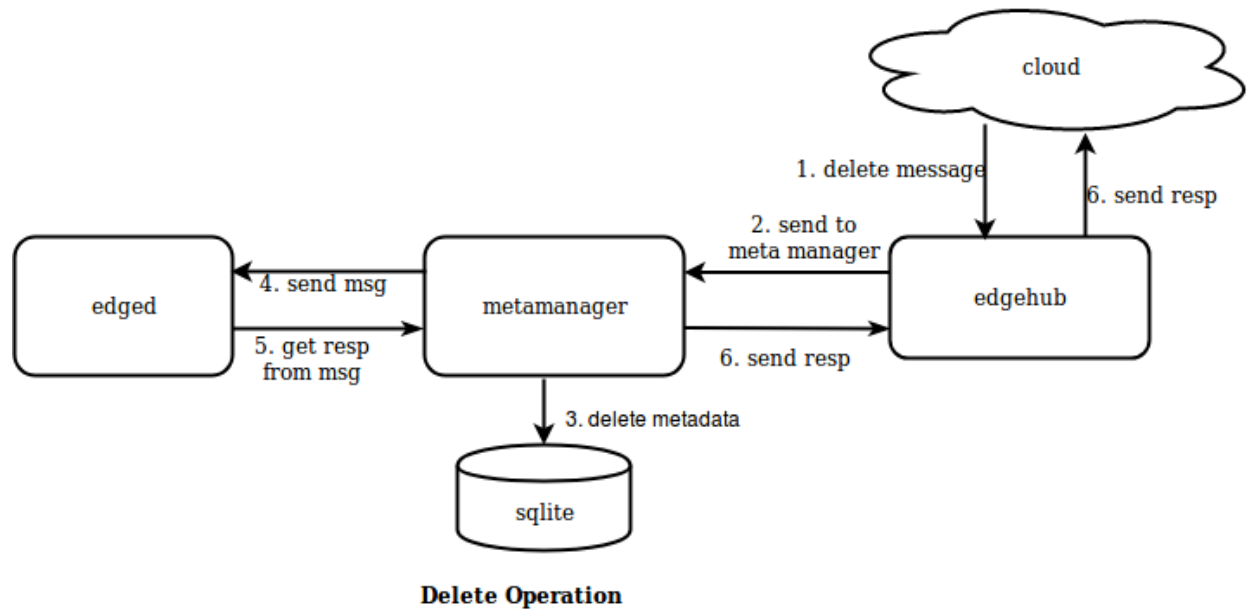 cloud
1. delete message
6. send resp
2. send to
meta manager
edged
4. send msg
metamanager
edgehub
5. get resp
from msg
6. send resp
3. delete metadata
sqlite
Delete Operation